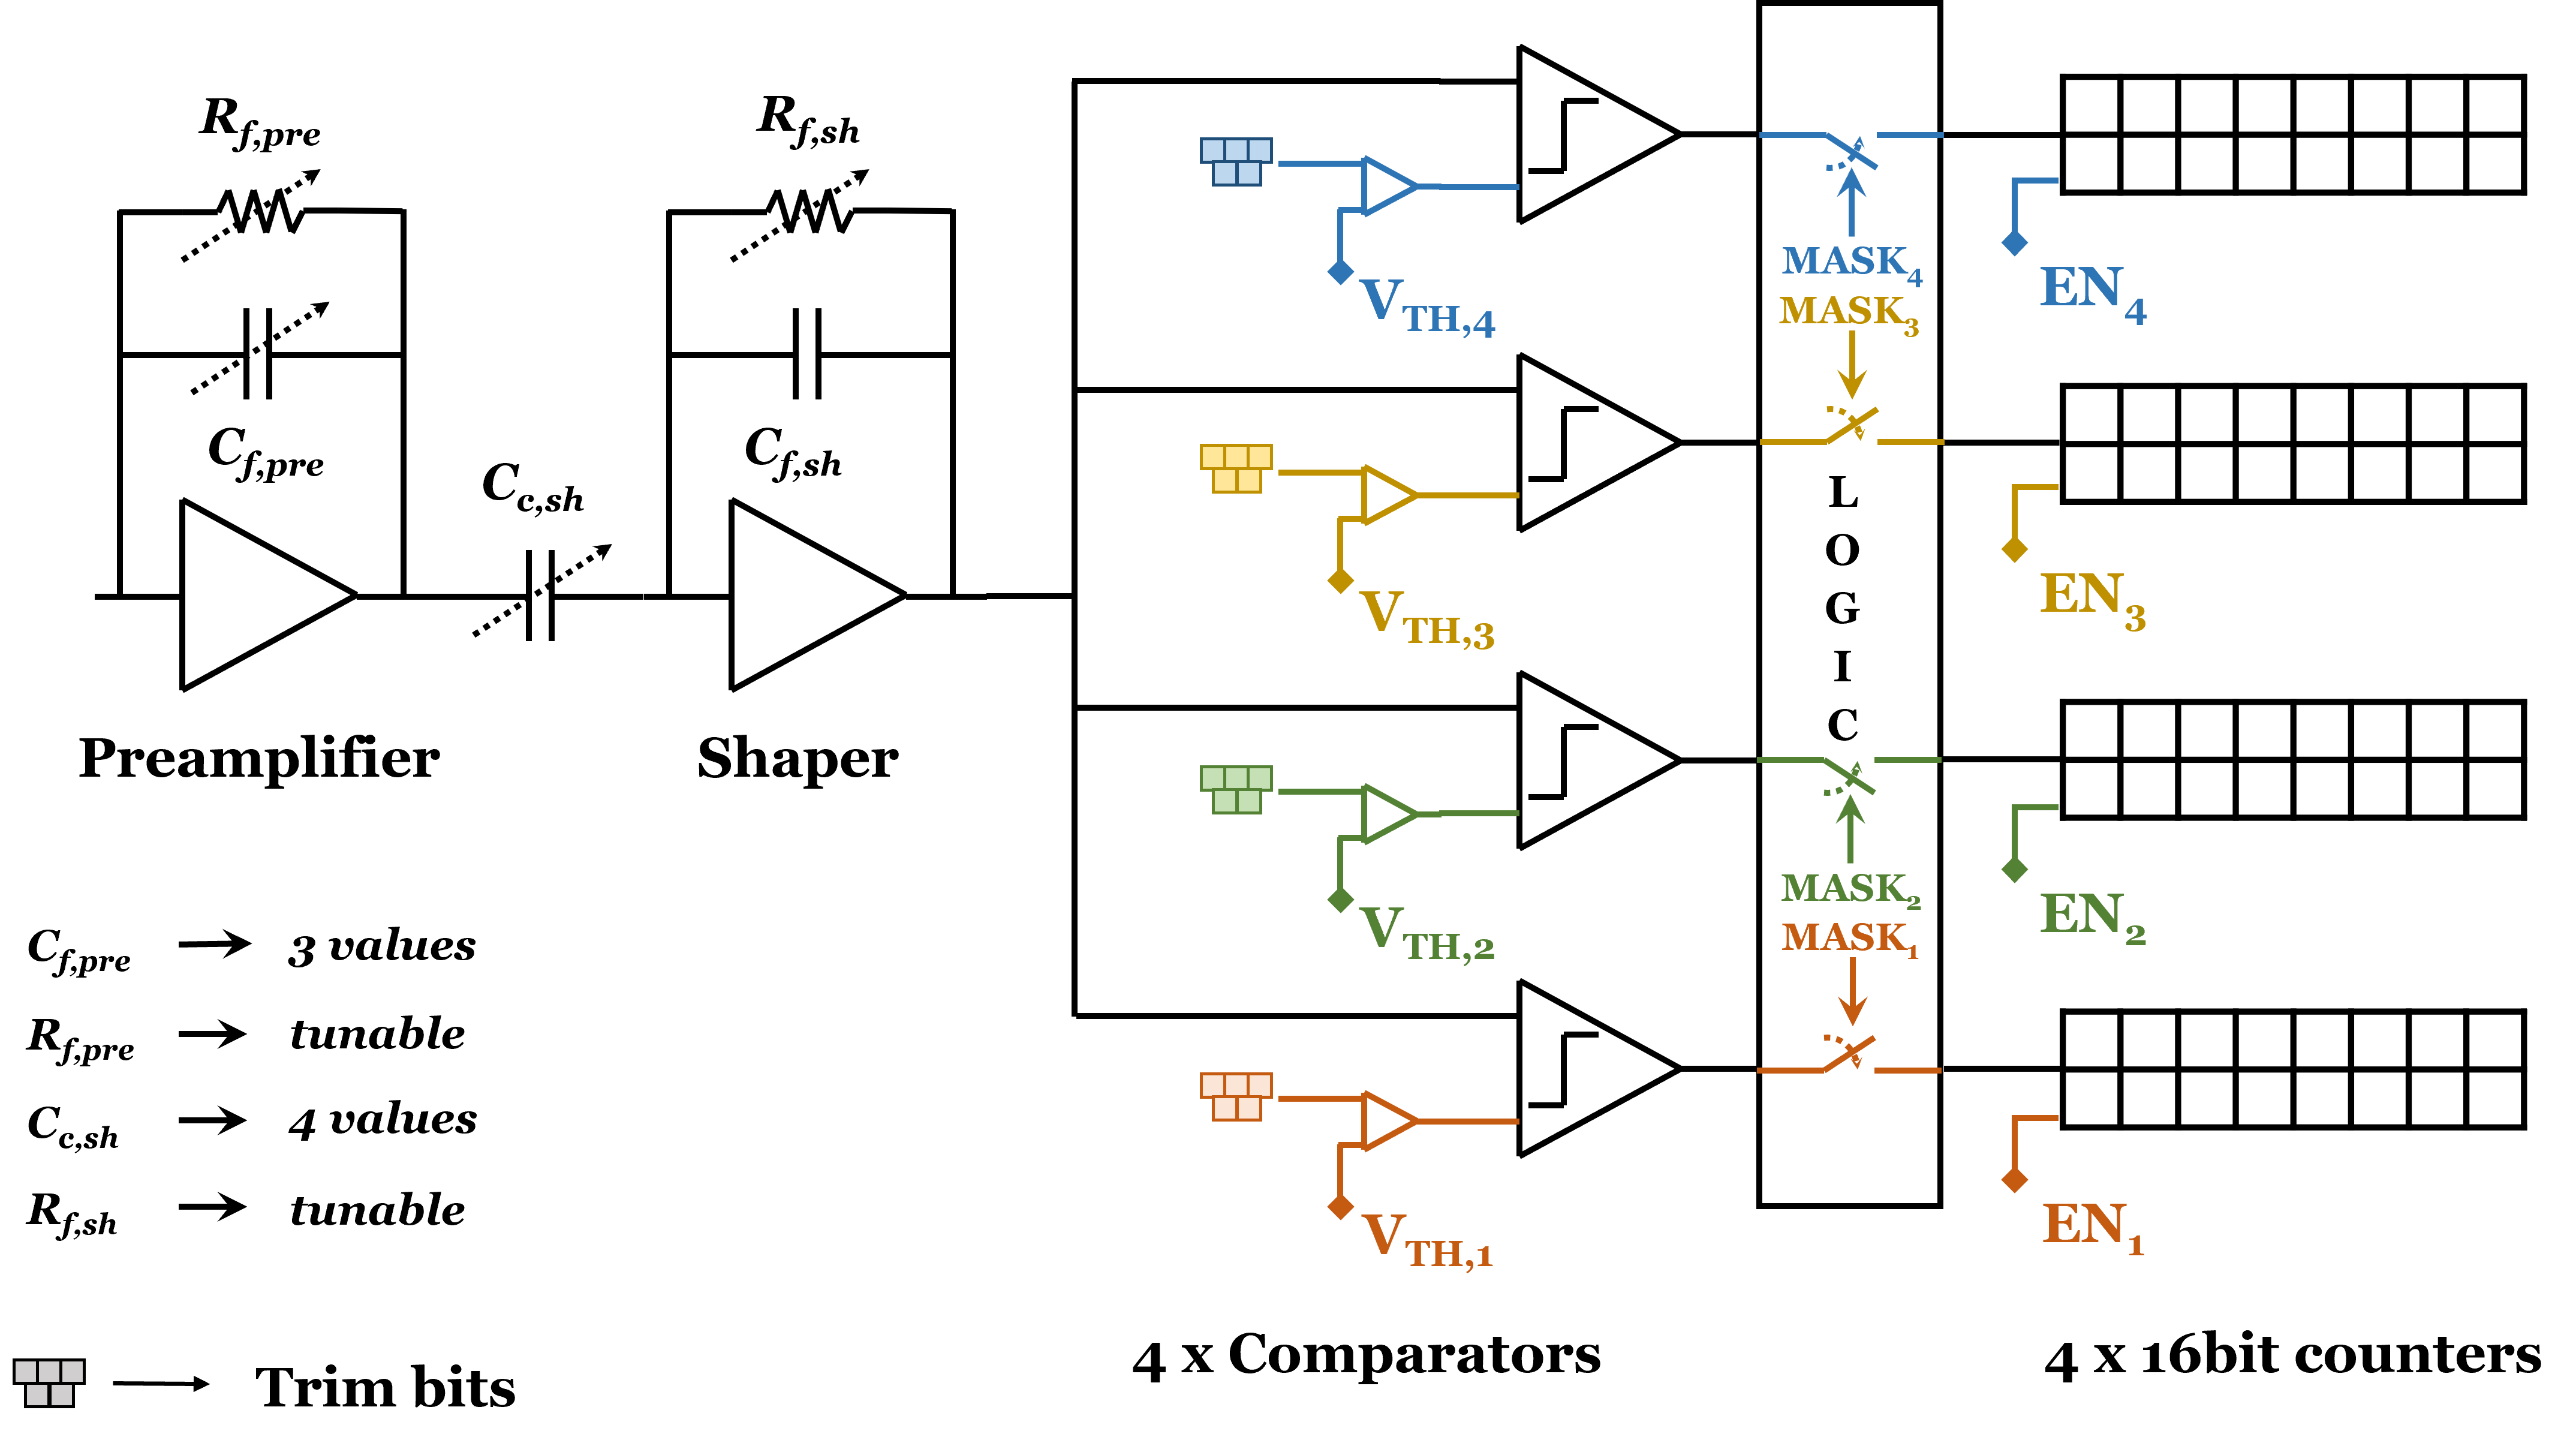 R_f,pre
R_f,sh
C_f,pre
C_c,sh
C_f,sh
Preamplifier
Shaper
V_TH,4
V_TH,3
V_TH,2
V_TH,1
MASK_4
MASK_3
L
O
G
I
C
MASK_2
MASK_1
EN_4
EN_3
EN_2
EN_1
C_f,pre 3 values
R_f,pre tunable
C_c,sh 4 values
R_f,sh tunable
Trim bits
4 x Comparators
4 x 16bit counters